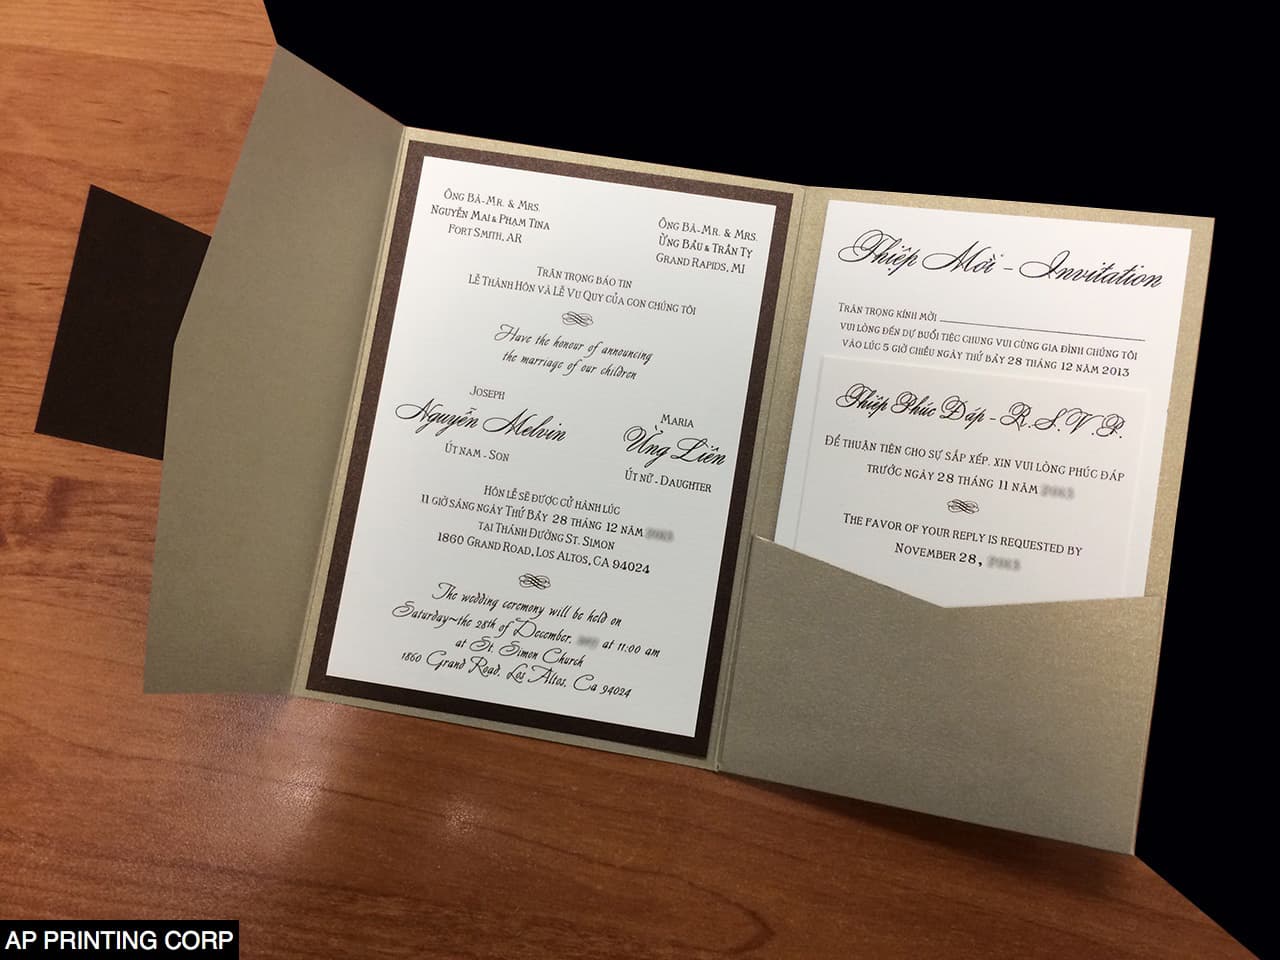 ÔNG BÀ-MR. & MRS.
NGUYỄN MAI & PHẠM TINA
FORT SMITH, AR
ÔNG BÀ-MR. & MRS.
ỬNG BẦU & TRẦN TÝ
GRAND RAPIDS, MI
TRÂN TRỌNG BÁO TIN
LỄ THÀNH HÔN VÀ LỄ VU QUY CỦA CON CHÚNG TÔI
Have the honour of announcing
the marriage of our children
JOSEPH
Nguyễn Melvin
ÚT NAM - SON
MARIA
Ừng Liên
ÚT NỮ - DAUGHTER
HÔN LỄ SẼ ĐƯỢC CỬ HÀNH LÚC
11 GIỜ SÁNG NGÀY THỨ BẢY 28 THÁNG 12 NĂM
TẠI THÁNH ĐƯỜNG ST. SIMON
1860 GRAND ROAD, LOS ALTOS, CA 94024
The wedding ceremony will be held on
Saturday~the 28th of December, at 11:00 am
at St. Simon Church
1860 Grand Road, Los Altos, Ca 94024
Thiệp Mời - Invitation
TRÂN TRỌNG KÍNH MỜI
VUI LÒNG ĐẾN DỰ BUỔI TIỆC CHUNG VUI CÙNG GIA ĐÌNH CHÚNG TÔI
VÀO LÚC 5 GIỜ CHIỀU NGÀY THỨ BẢY 28 THÁNG 12 NĂM 2013
Thiệp Phúc Đáp - R.S.V.P.
ĐỂ THUẬN TIỆN CHO SỰ SẮP XẾP, XIN VUI LÒNG PHÚC ĐÁP
TRƯỚC NGÀY 28 THÁNG 11 NĂM
THE FAVOR OF YOUR REPLY IS REQUESTED BY
NOVEMBER 28,
AP PRINTING CORP